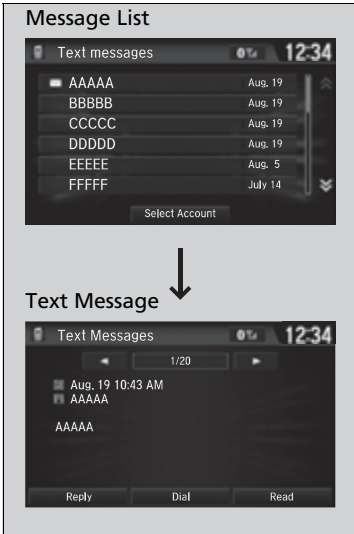 Message List
Text messages 12:34
AAAAA Aug. 19
BBBBB Aug. 19
CCCCC Aug. 19
DDDDD Aug. 19
EEEEE Aug. 5
FFFFF July 14
Select Account
Text Message
Text Messages 12:34
1/20
Aug. 19 10:43 AM
AAAAA
AAAAA
Reply Dial Read